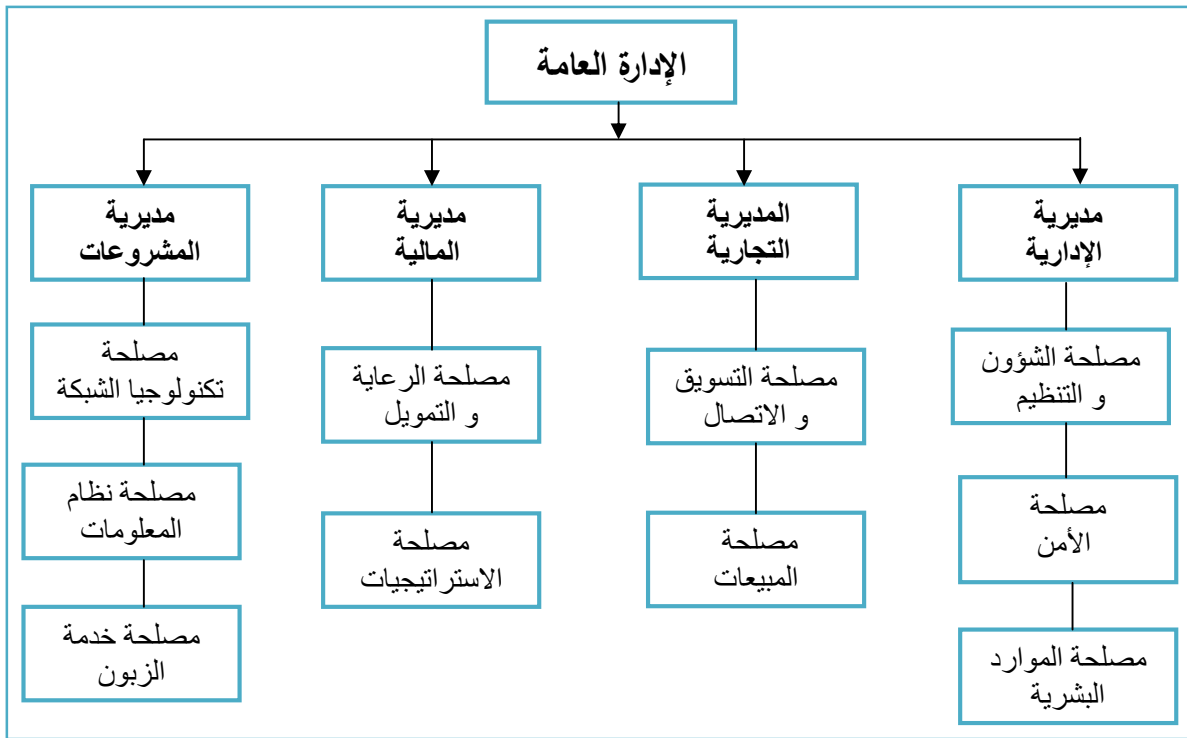 الإدارة العامة
مديرية
الإدارية
المديرية
التجارية
مديرية
المالية
مديرية
المشروعات
مصلحة الشؤون
و التنظيم
مصلحة التسويق
و الاتصال
مصلحة الرعاية
و التمويل
مصلحة
تكنولوجيا الشبكة
مصلحة
الأمن
مصلحة
المبيعات
مصلحة
الاستراتيجيات
مصلحة نظام
المعلومات
مصلحة الموارد
البشرية
مصلحة خدمة
الزبون